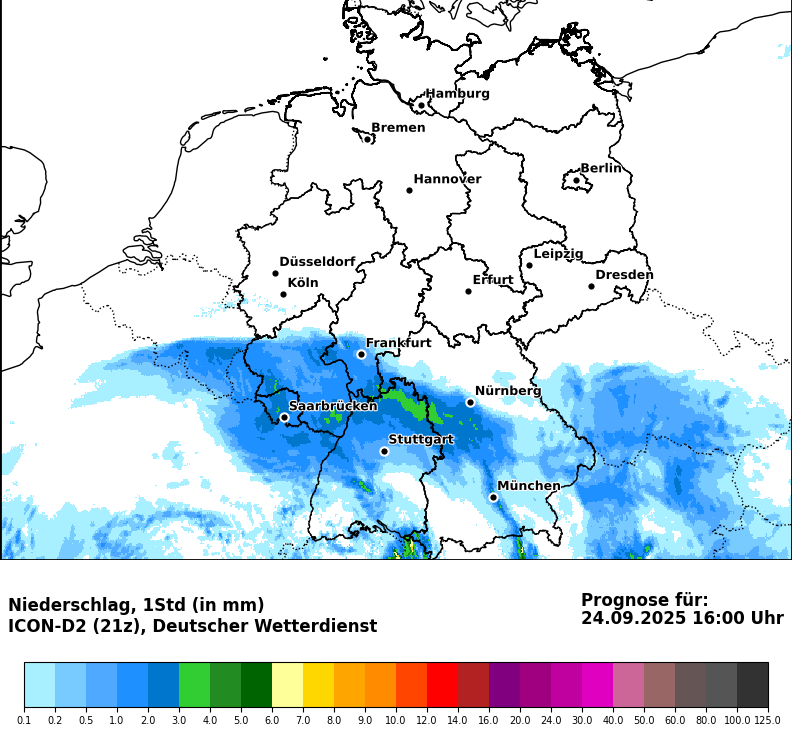 Hamburg
Bremen
Berlin
Hannover
Leipzig
Düsseldorf
Dresden
Köln
Erfurt
Frankfurt
Nürnberg
Saarbrücken
Stuttgart
München
Niederschlag, 1Std (in mm)
ICON-D2 (21z), Deutscher Wetterdienst
Prognose für:
24.09.2025 16:00 Uhr
0.1 0.2 0.5 1.0 2.0 3.0 4.0 5.0 6.0 7.0 8.0 9.0 10.0 12.0 14.0 16.0 20.0 24.0 30.0 40.0 50.0 60.0 80.0 100.0 125.0